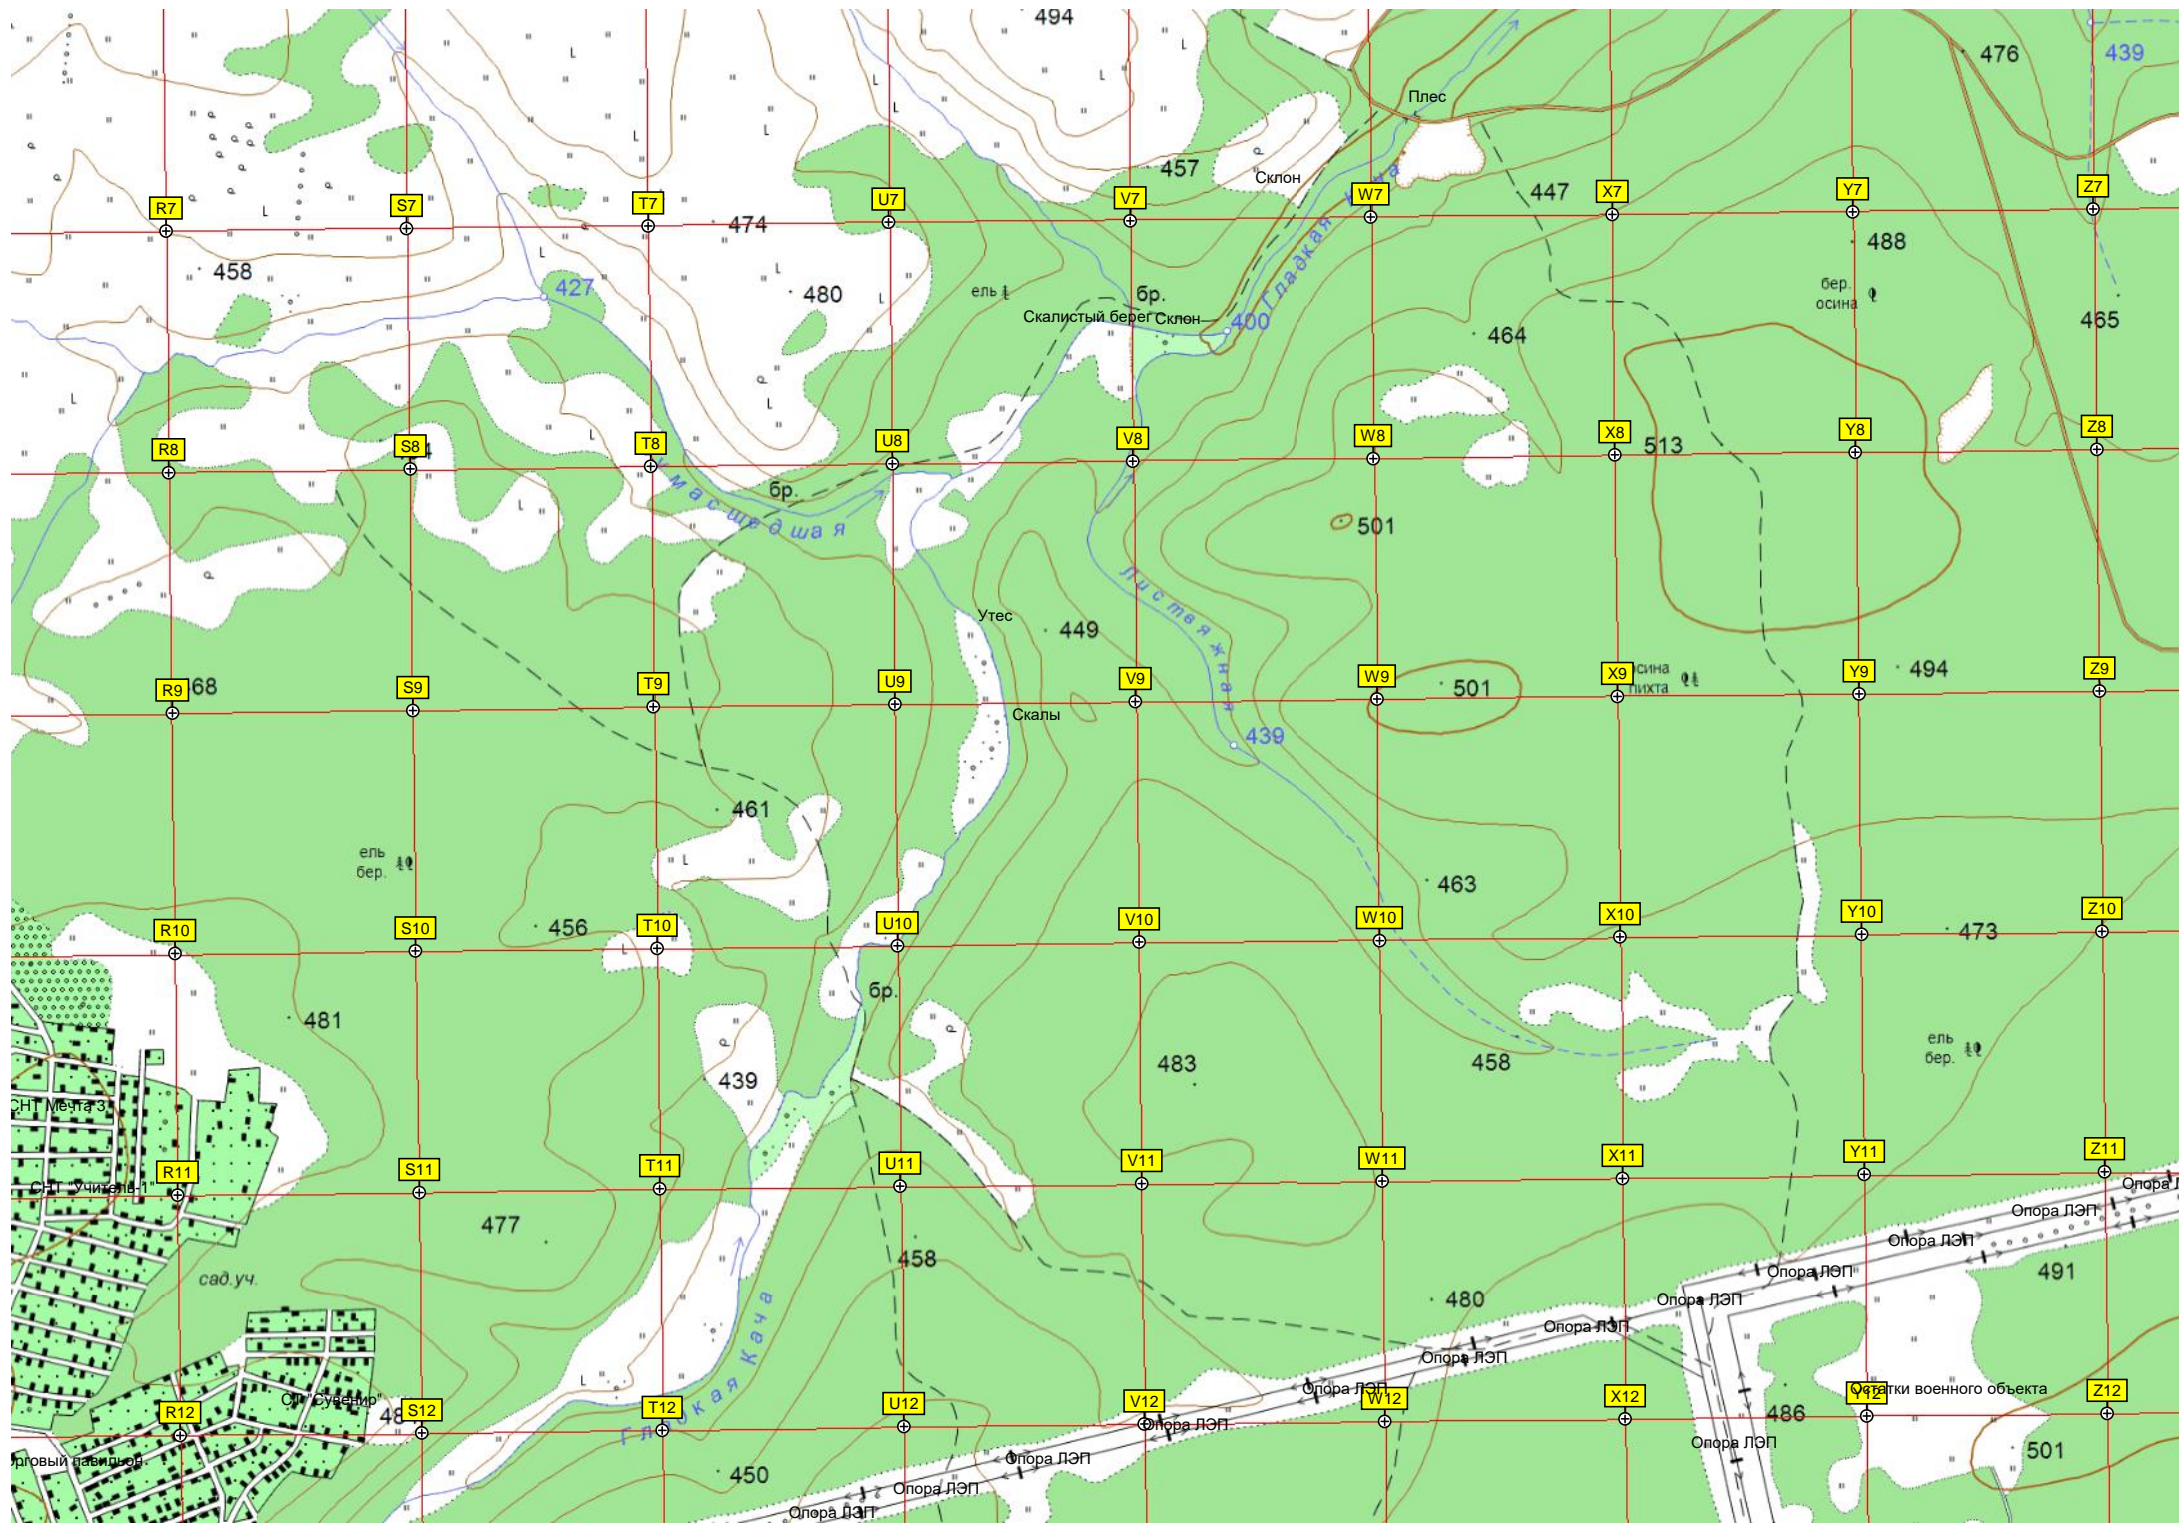 494
476
439
Плес
457
Склон
447
R7
S7
T7
U7
V7
W7
X7
Y7
Z7
474
488
458
427
480
ель
бр.
Гладкая
бер.
осина
Скалистый берег
Склон
400
464
465
R8
S8
T8
U8
V8
W8
X8
Y8
Z8
513
бр.
501
масшедшая
Листвяжная
Утес
449
R9
S9
T9
U9
V9
W9
X9
Y9
Z9
501
494
пихта
Скалы
439
461
ель
бер.
463
456
R10
S10
T10
U10
V10
W10
X10
Y10
Z10
473
бр.
481
439
483
458
ель
бер.
СНТ Мечта 3
R11
S11
T11
U11
V11
W11
X11
Y11
Z11
СНТ "Учитель-1"
477
458
сад.уч.
Опора ЛЭП
Опора ЛЭП
Опора ЛЭП
491
Опора ЛЭП
480
Опора ЛЭП
Опора ЛЭП
Опора ЛЭП
Опора ЛЭП
Гладкая Кача
СТ "Сувенир"
Остатки военного объекта
R12
S12
T12
U12
V12
W12
X12
Y12
Z12
486
Опора ЛЭП
Опора ЛЭП
501
Опора ЛЭП
450
Опора ЛЭП
Опора ЛЭП